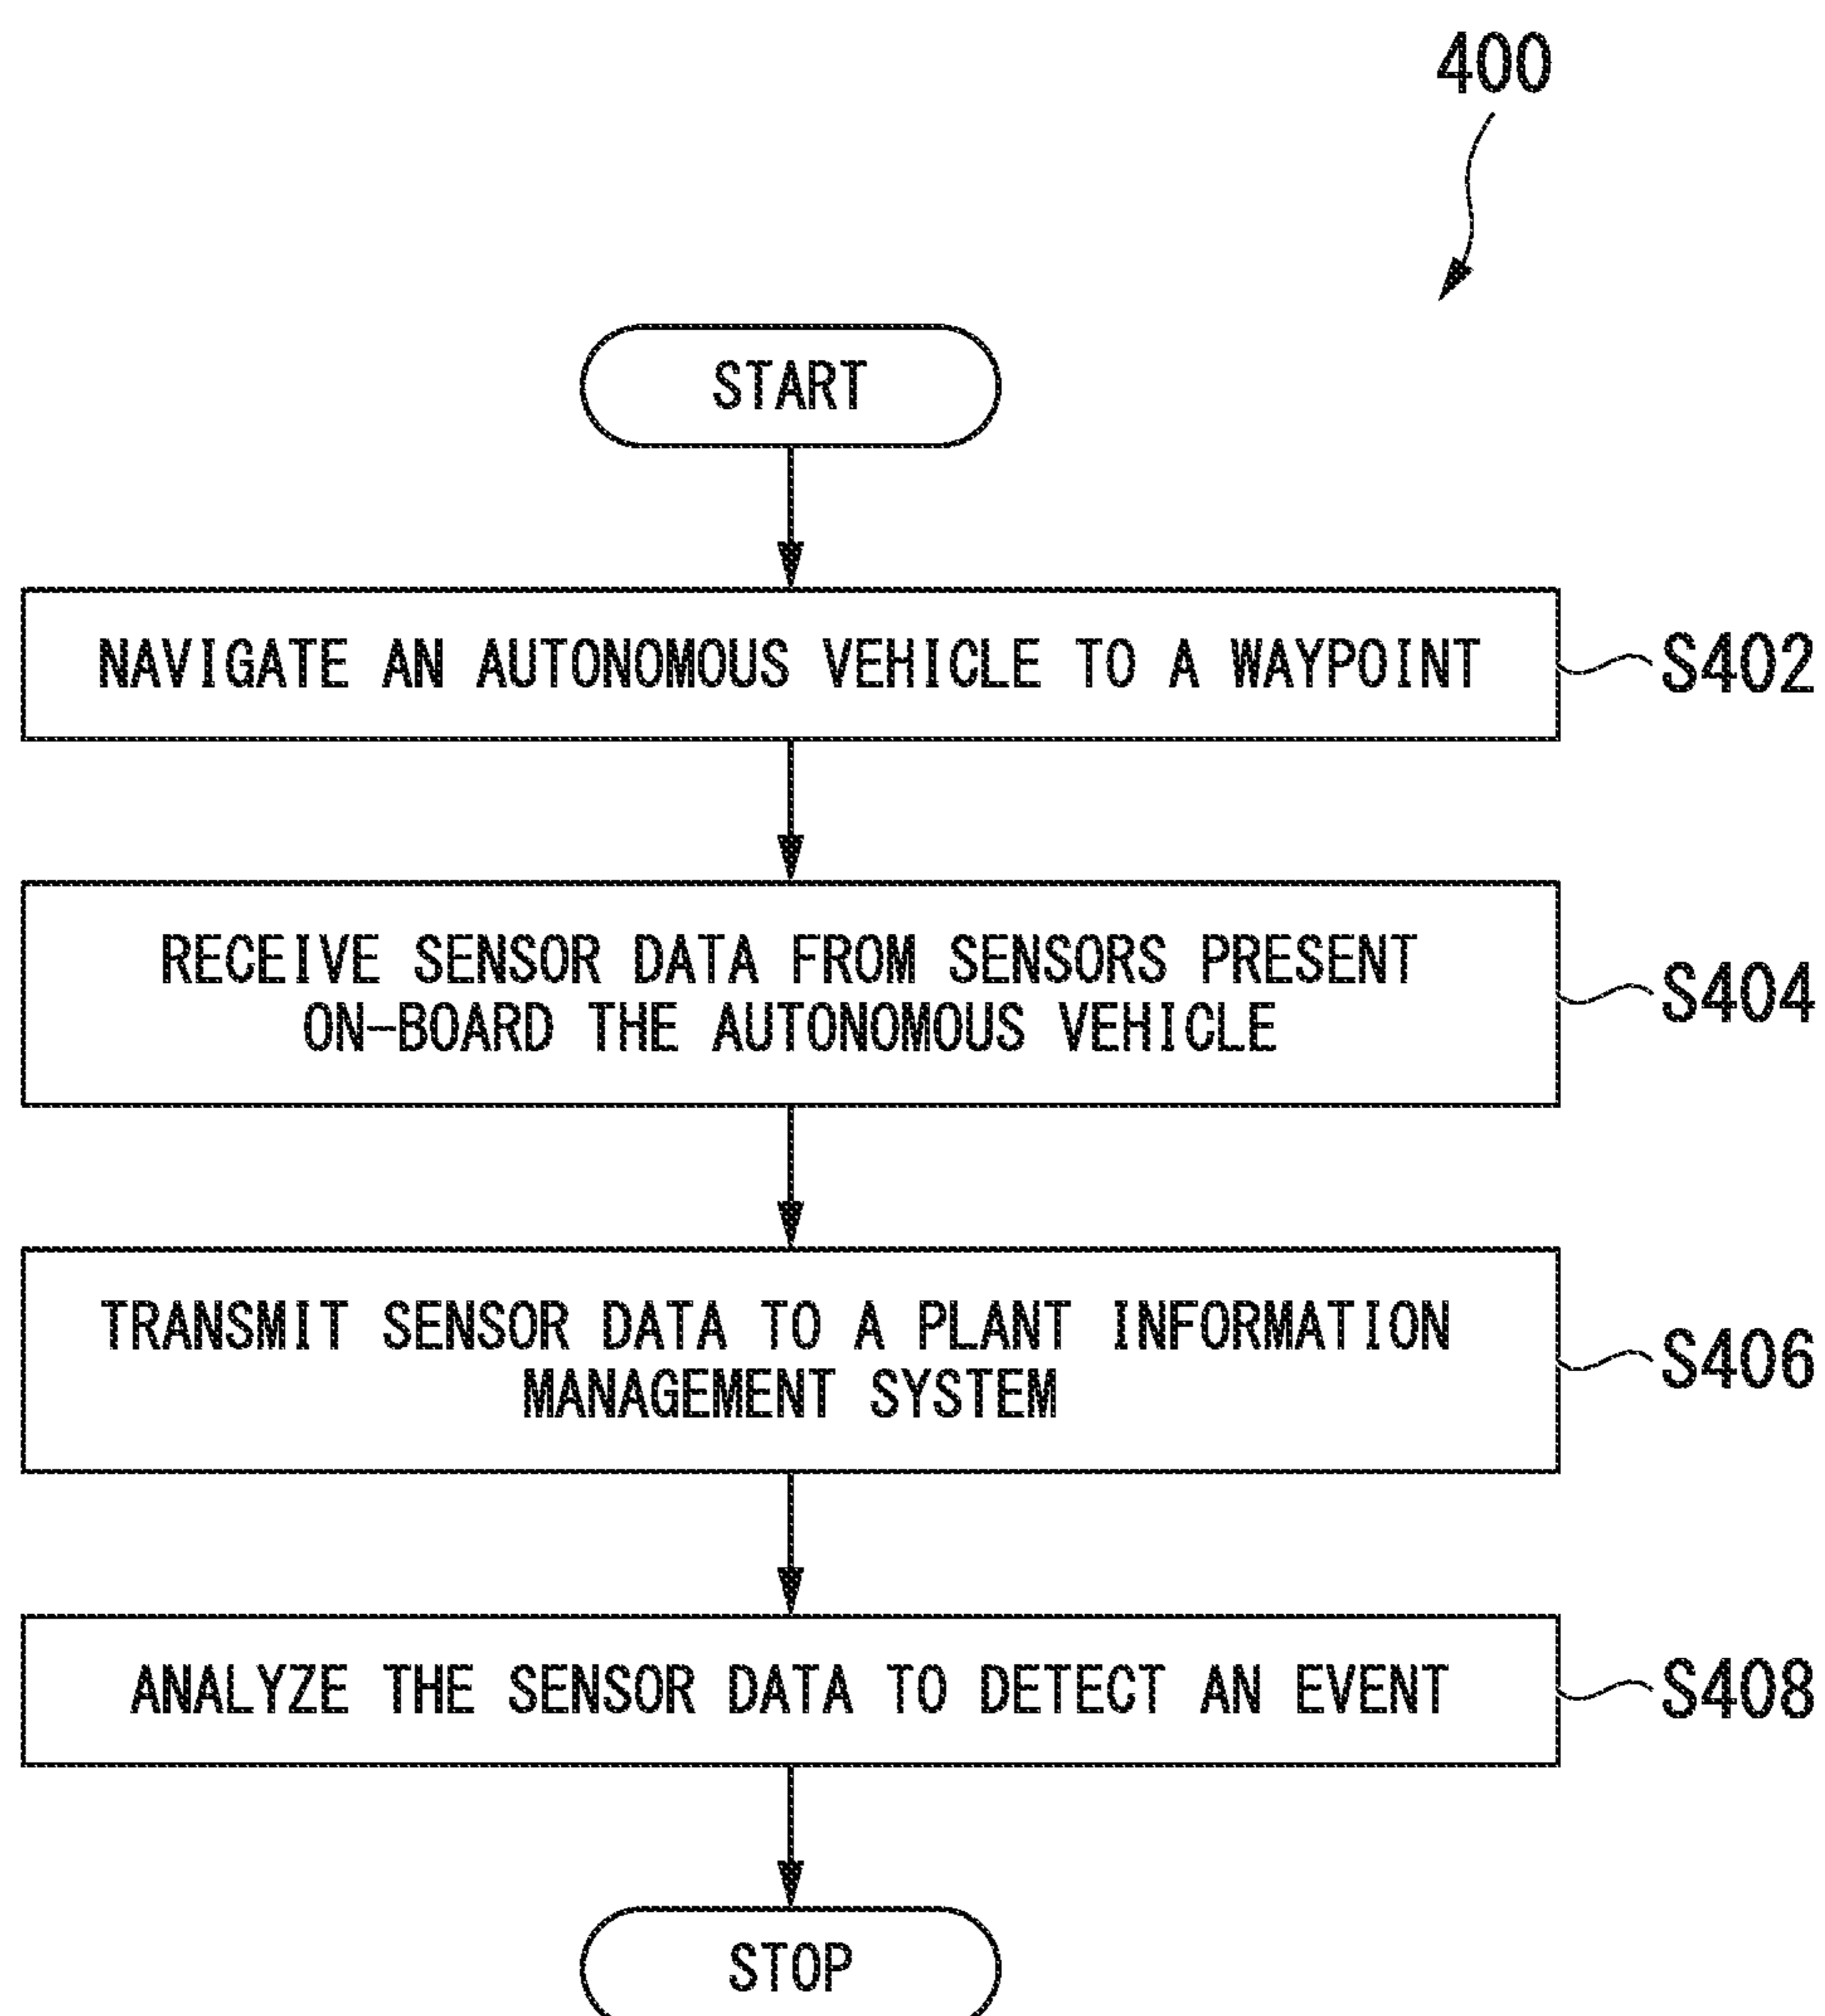 400
START
NAVIGATE AN AUTONOMOUS VEHICLE TO A WAYPOINT
S402
RECEIVE SENSOR DATA FROM SENSORS PRESENT
ON-BOARD THE AUTONOMOUS VEHICLE
S404
TRANSMIT SENSOR DATA TO A PLANT INFORMATION
MANAGEMENT SYSTEM
S406
ANALYZE THE SENSOR DATA TO DETECT AN EVENT
S408
STOP